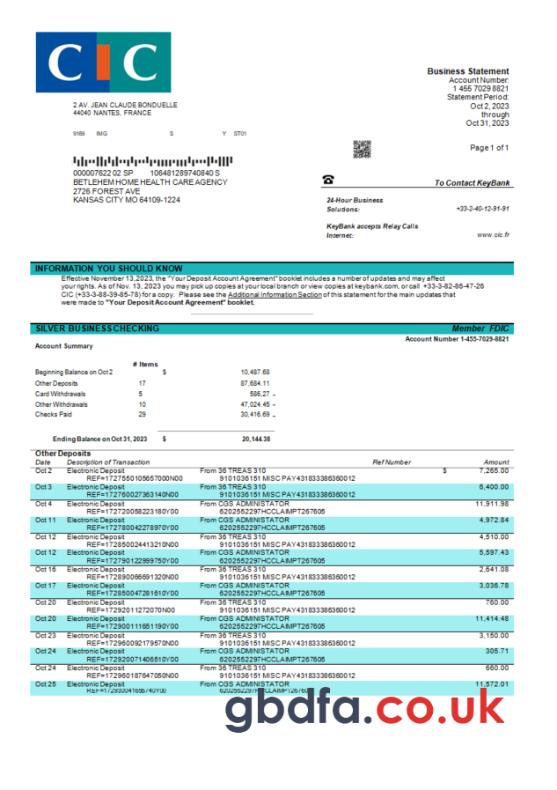 CIC
Business Statement
Account Number:
1 455 7029 8821
Statement Period:
Oct 2, 2023
through
Oct 31, 2023
2 AV. JEAN CLAUDE BONDUELLE
44040 NANTES, FRANCE
9189 IMG S Y ST01
Page 1 of 1
000007622 02 SP 106481289740840 S
BETLEHEM HOME HEALTH CARE AGENCY
2726 FOREST AVE
KANSAS CITY MO 64109-1224
To Contact KeyBank
24-Hour Business
Solutions: +33-2-40-12-91-91
KeyBank accepts Relay Calls
Internet: www.cic.fr
INFORMATION YOU SHOULD KNOW
Effective November 13,2023, the "Your Deposit Account Agreement" booklet includes a number of updates and may affect
your rights. As of Nov. 13, 2023 you may pick up copies at your local branch or view copies at keybank.com, or call +33-3-82-86-47-26
CIC (+33-3-88-39-85-78) for a copy. Please see the Additional Information Section of this statement for the main updates that
were made to "Your Deposit Account Agreement" booklet.
SILVER BUSINESS CHECKING Member FDIC
Account Number 1-455-7029-8821
Account Summary
# Items
Beginning Balance on Oct 2 $ 10,487.68
Other Deposits 17 87,684.11
Card Withdrawals 5 586,27 -
Other Withdrawals 10 47,024.45 -
Checks Paid 29 30,416.69 -
Ending Balance on Oct 31, 2023 $ 20,144.38
Other Deposits
Date Description of Transaction Ref Number Amount
Oct 2 Electronic Deposit From 36 TREAS 310 $ 7,265.00
REF=1727550105657000N00 9101036151 MISC PAY431833386360012
Oct 3 Electronic Deposit From 36 TREAS 310 6,400.00
REF=172760027363140N00 9101036151 MISC PAY431833386360012
Oct 4 Electronic Deposit From CGS ADMINISTATOR 11,911.98
REF=172720058223180Y00 6202552297HCCLAIMPT267605
Oct 11 Electronic Deposit From CGS ADMINISTATOR 4,972.84
REF=172780042278970Y00 6202552297HCCLAIMPT267605
Oct 12 Electronic Deposit From 36 TREAS 310 4,510.00
REF=172850024413210N00 9101036151 MISC PAY431833386360012
Oct 12 Electronic Deposit From CGS ADMINISTATOR 5,597.43
REF=172790122999750Y00 6202552297HCCLAIMPT267605
Oct 16 Electronic Deposit From 36 TREAS 310 2,641.08
REF=172890066691320N00 9101036151 MISC PAY431833386360012
Oct 17 Electronic Deposit From CGS ADMINISTATOR 3,036.78
REF=172850047281610Y00 6202552297HCCLAIMPT267605
Oct 20 Electronic Deposit From 36 TREAS 310 760.00
REF=172920112720​70N00 9101036151 MISC PAY431833386360012
Oct 20 Electronic Deposit From CGS ADMINISTATOR 11,414.48
REF=172900111651190Y00 6202552297HCCLAIMPT267605
Oct 23 Electronic Deposit From 36 TREAS 310 3,150.00
REF=172960092179570N00 9101036151 MISC PAY431833386360012
Oct 24 Electronic Deposit From CGS ADMINISTATOR 305.71
REF=172920071406510Y00 6202552297HCCLAIMPT267605
Oct 24 Electronic Deposit From 36 TREAS 310 660.00
REF=172960187647050N00 9101036151 MISC PAY431833386360012
Oct 25 Electronic Deposit From CGS ADMINISTATOR 11,572.01
gbdfa.co.uk